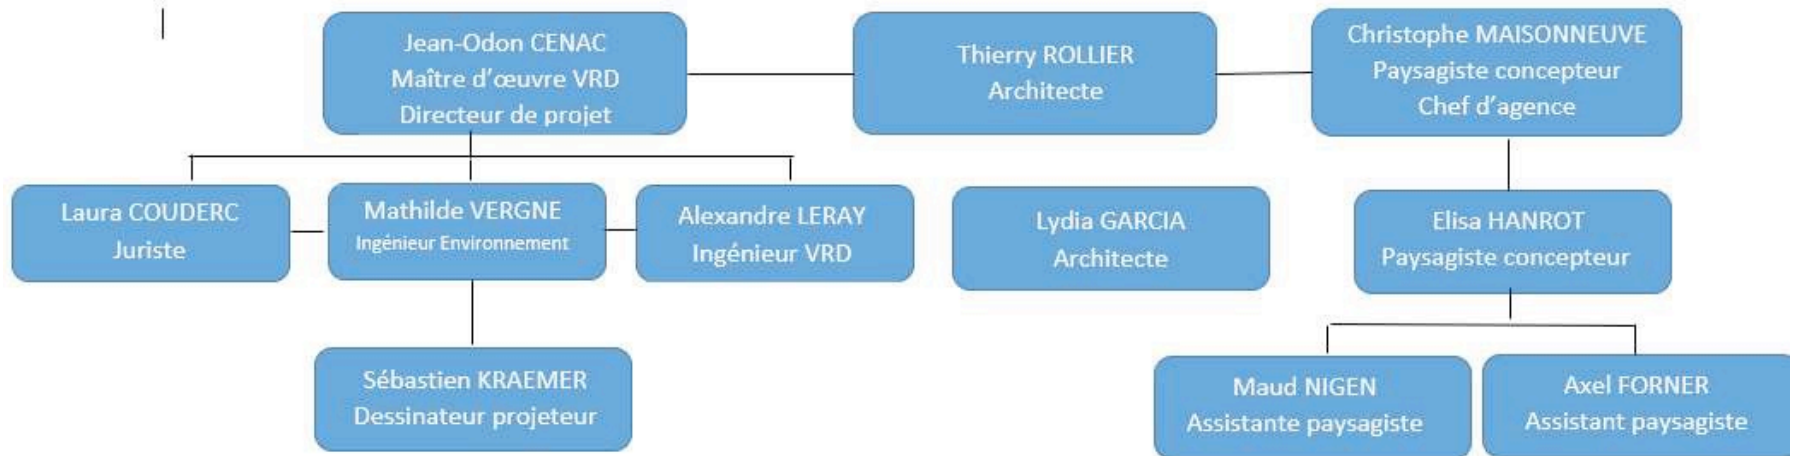 Jean-Odon CENAC
Maître d'œuvre VRD
Directeur de projet
Thierry ROLLIER
Architecte
Christophe MAISONNEUVE
Paysagiste concepteur
Chef d'agence
Laura COUDERC
Juriste
Mathilde VERGNE
Ingénieur Environnement
Alexandre LERAY
Ingénieur VRD
Lydia GARCIA
Architecte
Elisa HANROT
Paysagiste concepteur
Sébastien KRAEMER
Dessinateur projeteur
Maud NIGEN
Assistante paysagiste
Axel FORNER
Assistant paysagiste